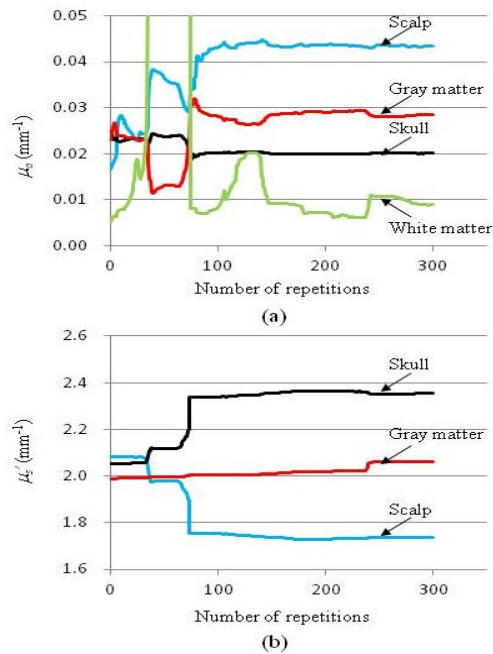 0.05
Scalp
0.04
μa (mm-1)
0.03
Gray matter
Skull
0.02
0.01
White matter
0.00
0 100 200 300
Number of repetitions
(a)
2.6
Skull
2.4
μs′ (mm-1)
2.2
Gray matter
2.0
Scalp
1.8
1.6
0 100 200 300
Number of repetitions
(b)